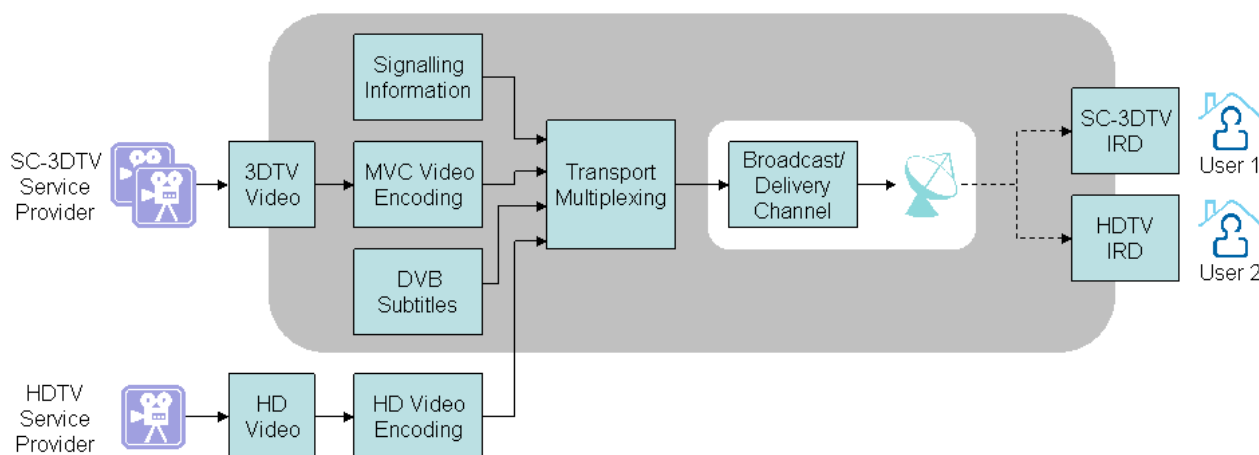 Signalling
Information
SC-3DTV
Service
Provider
3DTV
Video
MVC Video
Encoding
Transport
Multiplexing
Broadcast/
Delivery
Channel
SC-3DTV
IRD
User 1
HDTV
IRD
User 2
DVB
Subtitles
HDTV
Service
Provider
HD
Video
HD Video
Encoding